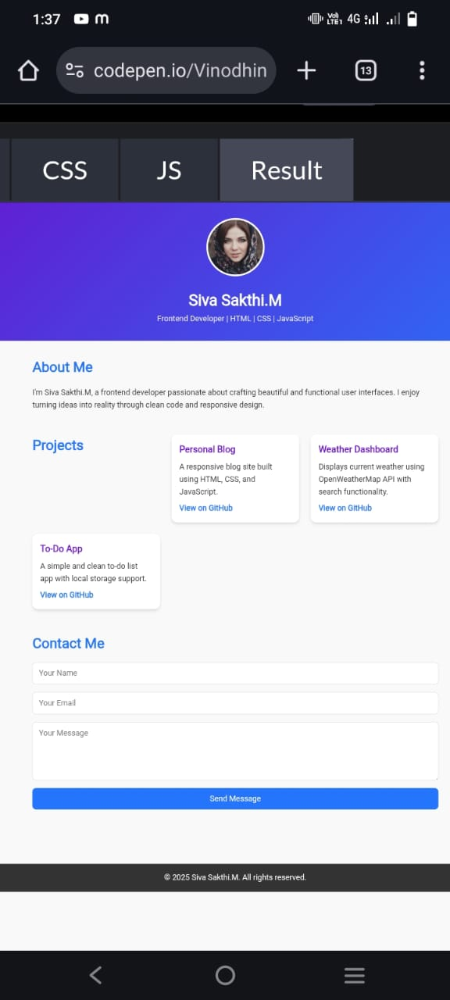 1:37
Vo)
LTE1
4G
codepen.io/Vinodhin
13
CSS
JS
Result
Siva Sakthi.M
Frontend Developer | HTML | CSS | JavaScript
About Me
I'm Siva Sakthi.M, a frontend developer passionate about crafting beautiful and functional user interfaces. I enjoy
turning ideas into reality through clean code and responsive design.
Projects
Personal Blog
A responsive blog site built
using HTML, CSS, and
JavaScript.
View on GitHub
Weather Dashboard
Displays current weather using
OpenWeatherMap API with
search functionality.
View on GitHub
To-Do App
A simple and clean to-do list
app with local storage support.
View on GitHub
Contact Me
Your Name
Your Email
Your Message
Send Message
© 2025 Siva Sakthi.M. All rights reserved.